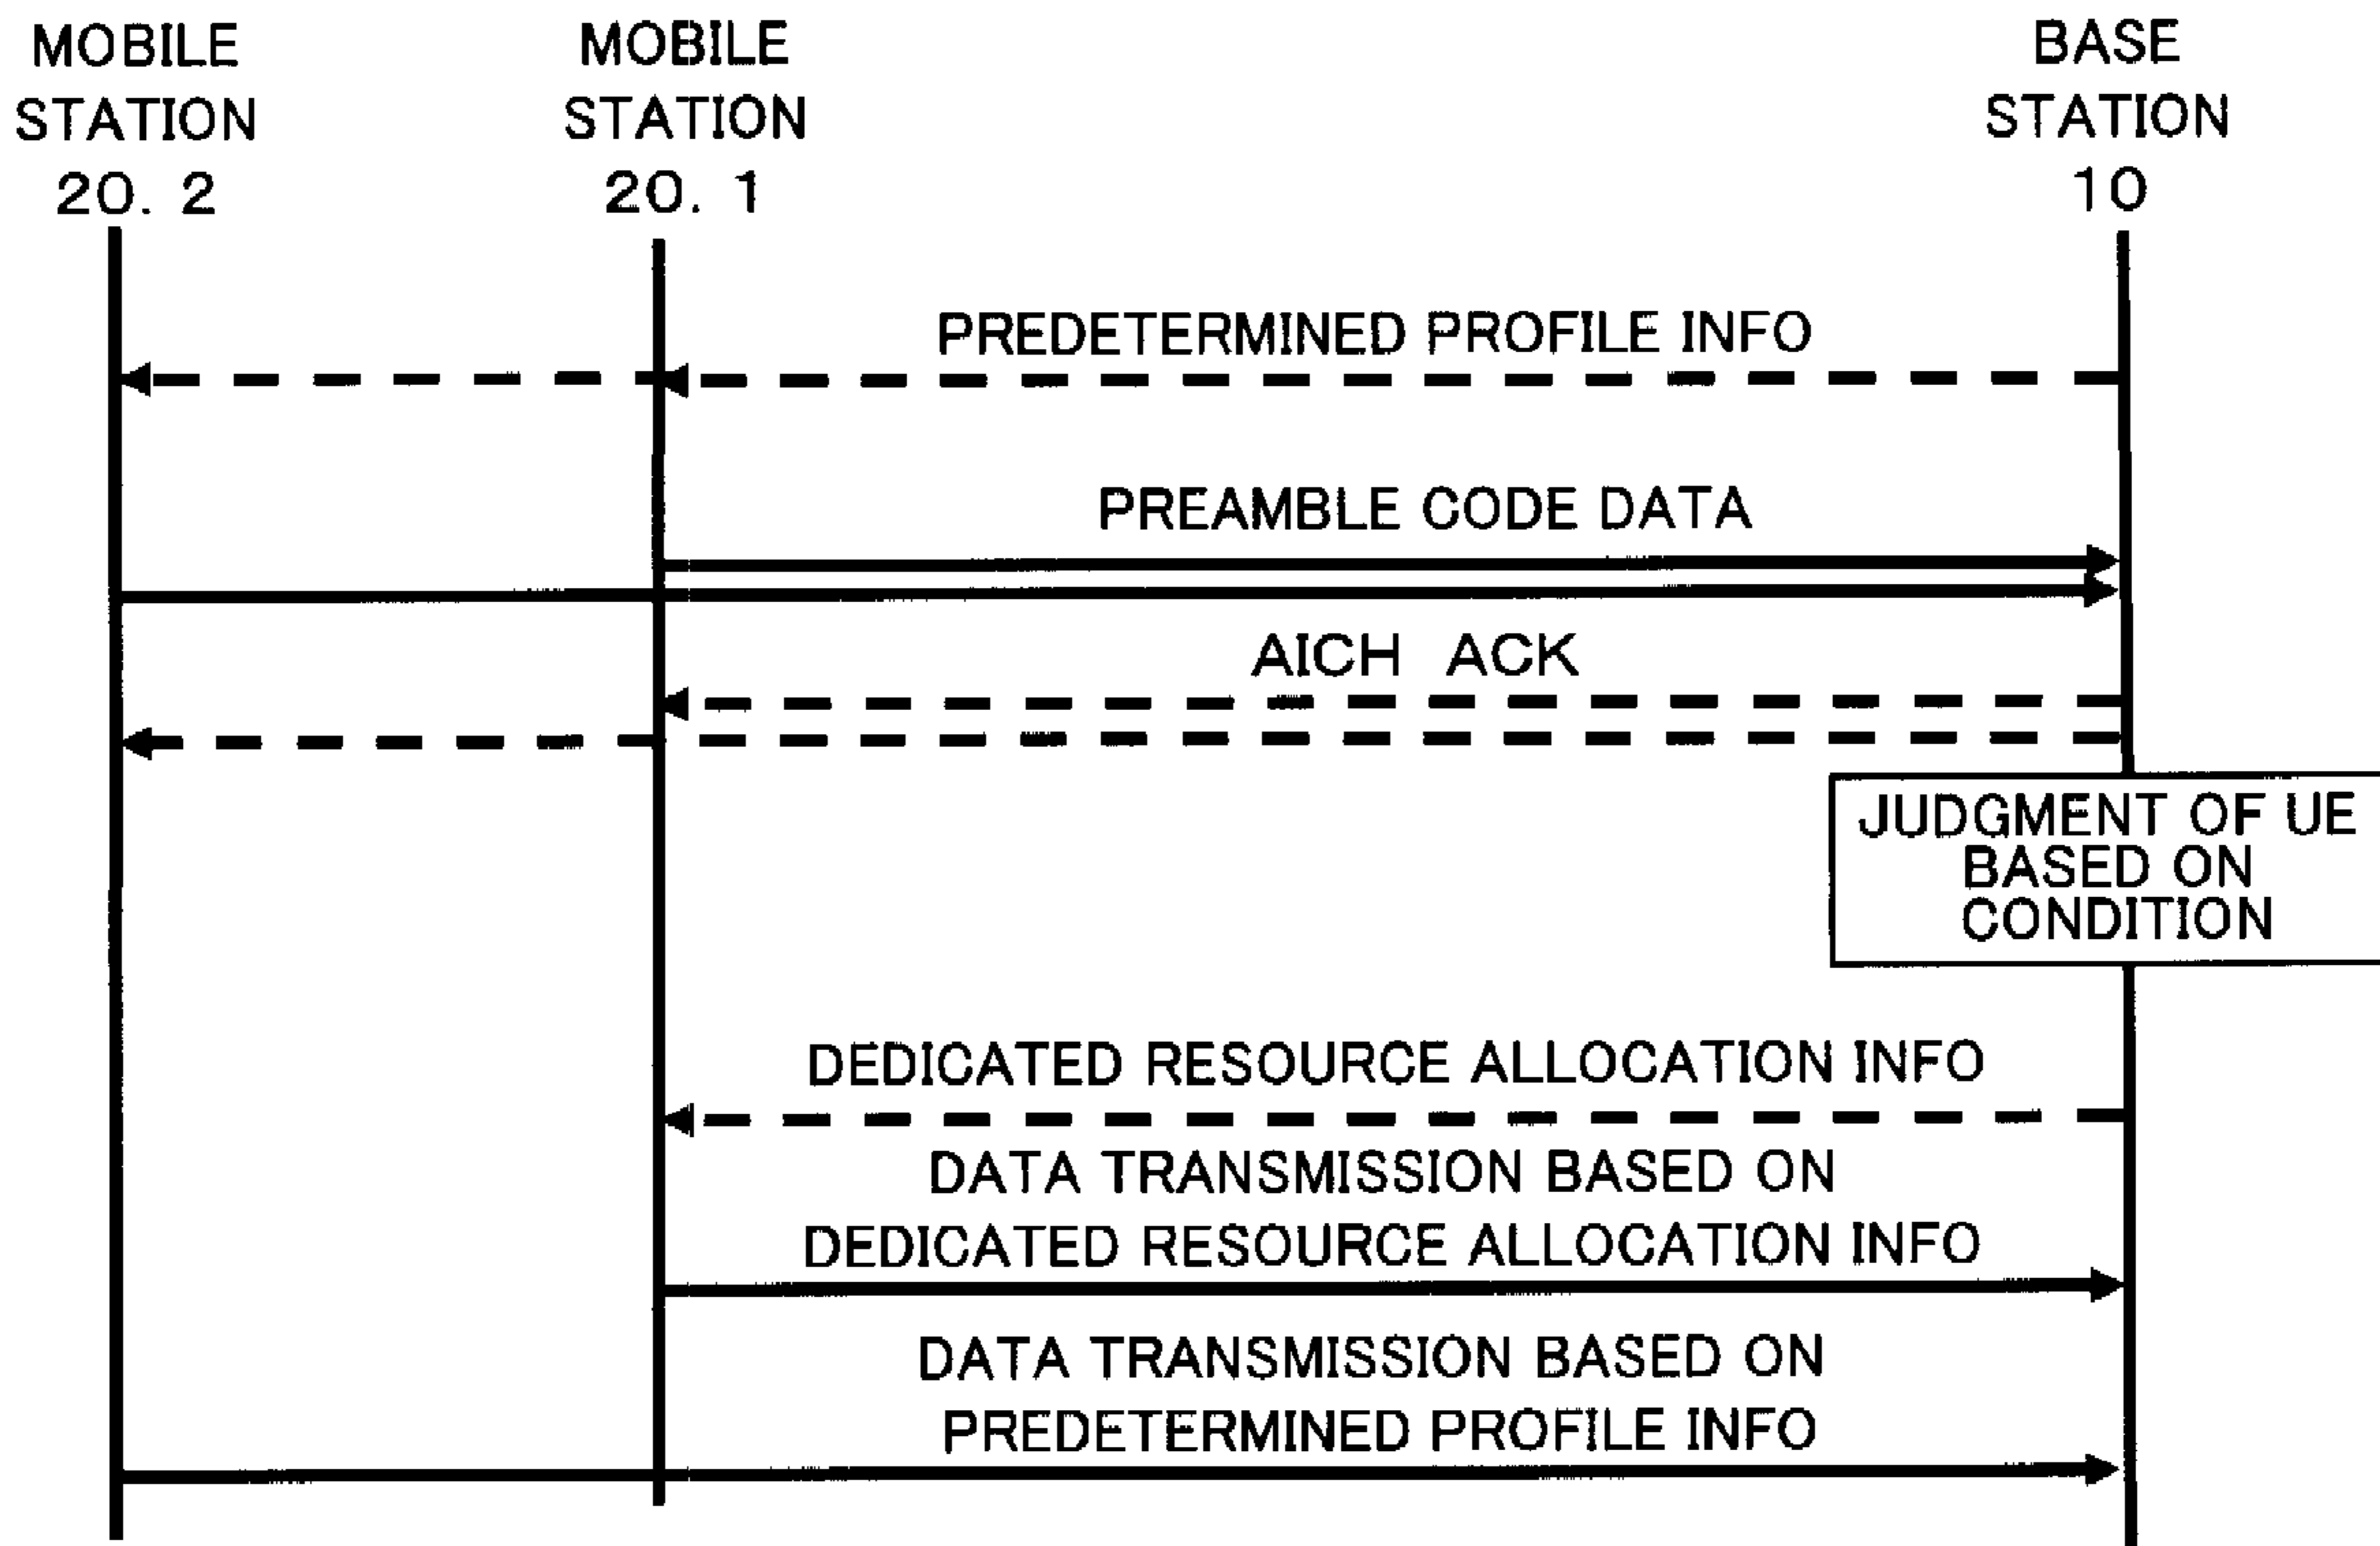 MOBILE
STATION
20. 2
MOBILE
STATION
20. 1
BASE
STATION
10
PREDETERMINED PROFILE INFO
PREAMBLE CODE DATA
AICH ACK
JUDGMENT OF UE
BASED ON
CONDITION
DEDICATED RESOURCE ALLOCATION INFO
DATA TRANSMISSION BASED ON
DEDICATED RESOURCE ALLOCATION INFO
DATA TRANSMISSION BASED ON
PREDETERMINED PROFILE INFO